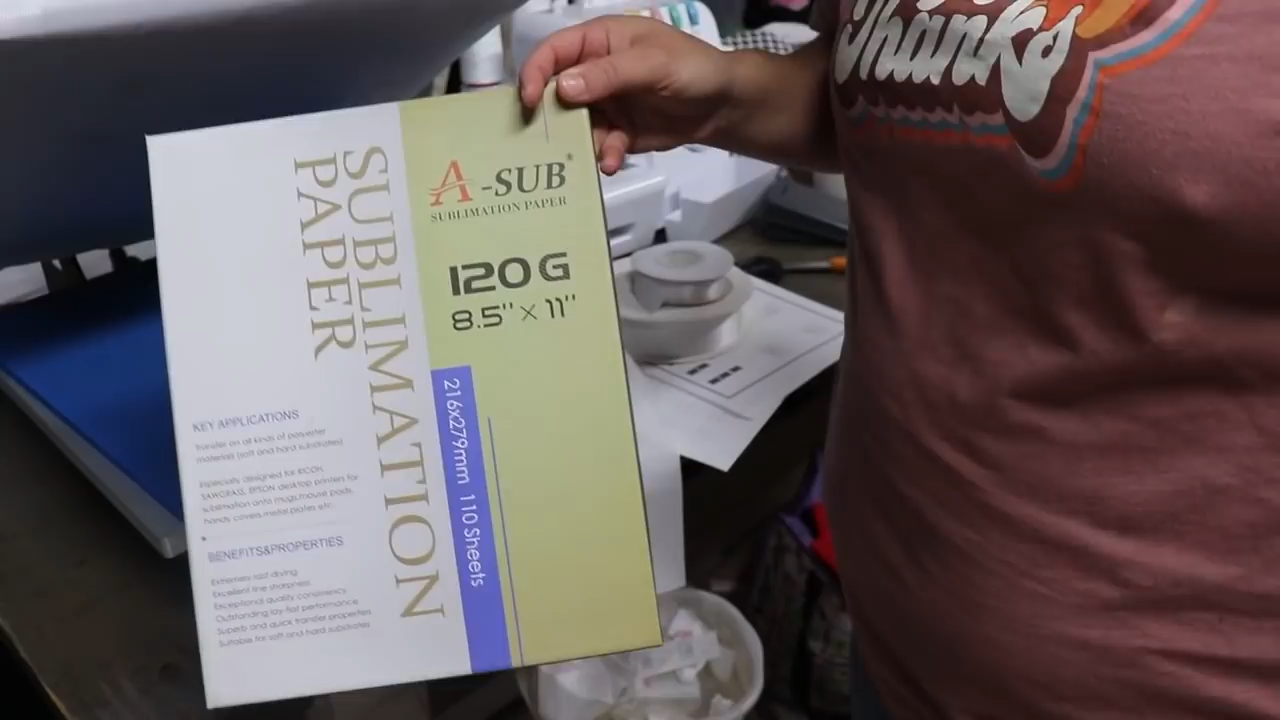 Thanks
A-SUB®
SUBLIMATION PAPER
120G
8.5" × 11"
216x279mm 110 Sheets
SUBLIMATION
PAPER
KEY APPLICATIONS
Transfer on all kinds of polyester
materials (soft and hard substrates)
Especially designed for RICOH,
SAWGRASS, EPSON desktop printers for
sublimation onto mugs,mouse pads,
handy covers,metal plates etc.
BENEFITS&PROPERTIES
Extremely fast drying
Excellent line sharpness
Exceptional quality consistency
Outstanding lay-flat performance
Superb and quick transfer properties
Suitable for soft and hard substrates